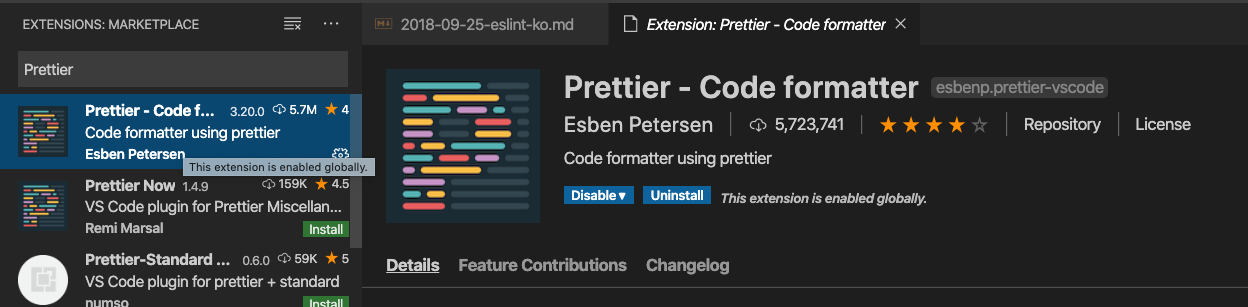 EXTENSIONS: MARKETPLACE
Prettier
Prettier - Code f... 3.20.0 5.7M 4
Code formatter using prettier
Esben Petersen
This extension is enabled globally.
Prettier Now 1.4.9 159K 4.5
VS Code plugin for Prettier Miscellan...
Remi Marsal Install
Prettier-Standard ... 0.6.0 59K 5
VS Code plugin for prettier + standard
numso Install
2018-09-25-eslint-ko.md Extension: Prettier - Code formatter
Prettier - Code formatter esbenp.prettier-vscode
Esben Petersen 5,723,741 Repository License
Code formatter using prettier
Disable Uninstall This extension is enabled globally.
Details Feature Contributions Changelog